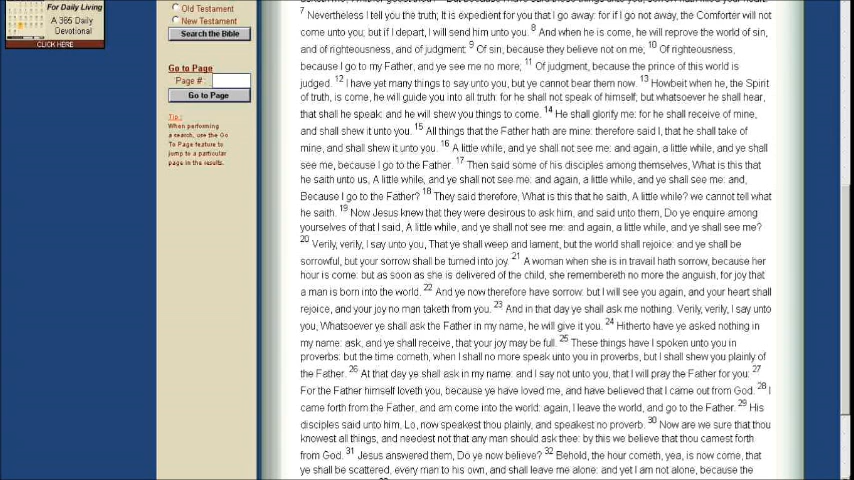 For Daily Living
A 365 Daily
Devotional
CLICK HERE
Old Testament
New Testament
Search the Bible
Go to Page
Page #:
Go to Page
Tip:
When performing
a search, use the Go
To Page feature to
jump to a particular
page in the results.
7 Nevertheless I tell you the truth; It is expedient for you that I go away: for if I go not away, the Comforter will not
come unto you; but if I depart, I will send him unto you. 8 And when he is come, he will reprove the world of sin,
and of righteousness, and of judgment: 9 Of sin, because they believe not on me; 10 Of righteousness,
because I go to my Father, and ye see me no more; 11 Of judgment, because the prince of this world is
judged. 12 I have yet many things to say unto you, but ye cannot bear them now. 13 Howbeit when he, the Spirit
of truth, is come, he will guide you into all truth: for he shall not speak of himself; but whatsoever he shall hear,
that shall he speak: and he will shew you things to come. 14 He shall glorify me: for he shall receive of mine,
and shall shew it unto you. 15 All things that the Father hath are mine: therefore said I, that he shall take of
mine, and shall shew it unto you. 16 A little while, and ye shall not see me: and again, a little while, and ye shall
see me, because I go to the Father. 17 Then said some of his disciples among themselves, What is this that
he saith unto us, A little while, and ye shall not see me: and again, a little while, and ye shall see me: and,
Because I go to the Father? 18 They said therefore, What is this that he saith, A little while? we cannot tell what
he saith. 19 Now Jesus knew that they were desirous to ask him, and said unto them, Do ye enquire among
yourselves of that I said, A little while, and ye shall not see me: and again, a little while, and ye shall see me?
20 Verily, verily, I say unto you, That ye shall weep and lament, but the world shall rejoice: and ye shall be
sorrowful, but your sorrow shall be turned into joy. 21 A woman when she is in travail hath sorrow, because her
hour is come: but as soon as she is delivered of the child, she remembereth no more the anguish, for joy that
a man is born into the world. 22 And ye now therefore have sorrow: but I will see you again, and your heart shall
rejoice, and your joy no man taketh from you. 23 And in that day ye shall ask me nothing. Verily, verily, I say unto
you, Whatsoever ye shall ask the Father in my name, he will give it you. 24 Hitherto have ye asked nothing in
my name: ask, and ye shall receive, that your joy may be full. 25 These things have I spoken unto you in
proverbs: but the time cometh, when I shall no more speak unto you in proverbs, but I shall shew you plainly of
the Father. 26 At that day ye shall ask in my name: and I say not unto you, that I will pray the Father for you: 27
For the Father himself loveth you, because ye have loved me, and have believed that I came out from God. 28 I
came forth from the Father, and am come into the world: again, I leave the world, and go to the Father. 29 His
disciples said unto him, Lo, now speakest thou plainly, and speakest no proverb. 30 Now are we sure that thou
knowest all things, and needest not that any man should ask thee: by this we believe that thou camest forth
from God. 31 Jesus answered them, Do ye now believe? 32 Behold, the hour cometh, yea, is now come, that
ye shall be scattered, every man to his own, and shall leave me alone: and yet I am not alone, because the